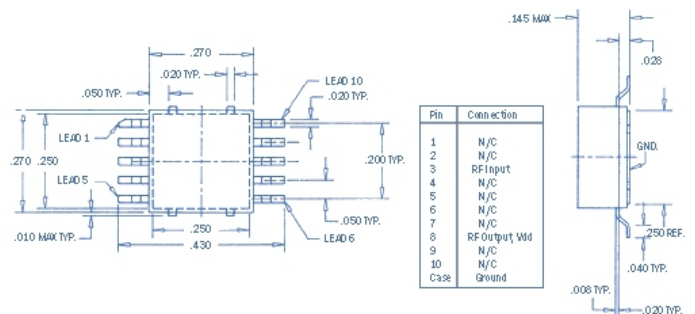 .270
.020 TYP.
.050 TYP.
LEAD 10
.020 TYP.
LEAD 1
.270
.250
.200 TYP.
LEAD 5
.050 TYP.
.010 MAX TYP.
.250
LEAD 6
.430
Pin Connection
1 N/C
2 N/C
3 RF Input
4 N/C
5 N/C
6 N/C
7 N/C
8 RF Output, Vdd
9 N/C
10 N/C
Case Ground
.145 MAX
.028
GND.
.250 REF.
.040 TYP.
.008 TYP.
.020 TYP.